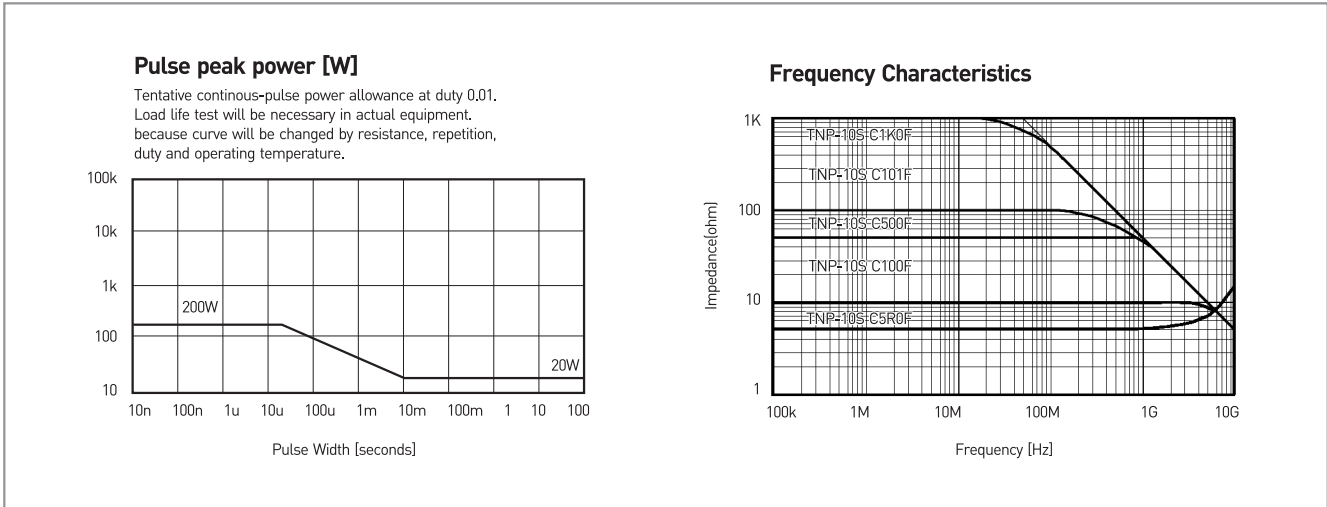 Pulse peak power [W]
Tentative continous-pulse power allowance at duty 0.01.
Load life test will be necessary in actual equipment.
because curve will be changed by resistance, repetition,
duty and operating temperature.
100k
10k
1k
100
10
200W
20W
10n 100n 1u 10u 100u 1m 10m 100m 1 10 100
Pulse Width [seconds]
Frequency Characteristics
1K
100
10
1
Impedance(ohm)
TNP-10S C1K0F
TNP-10S C101F
TNP-10S C500F
TNP-10S C100F
TNP-10S C5R0F
100k 1M 10M 100M 1G 10G
Frequency [Hz]